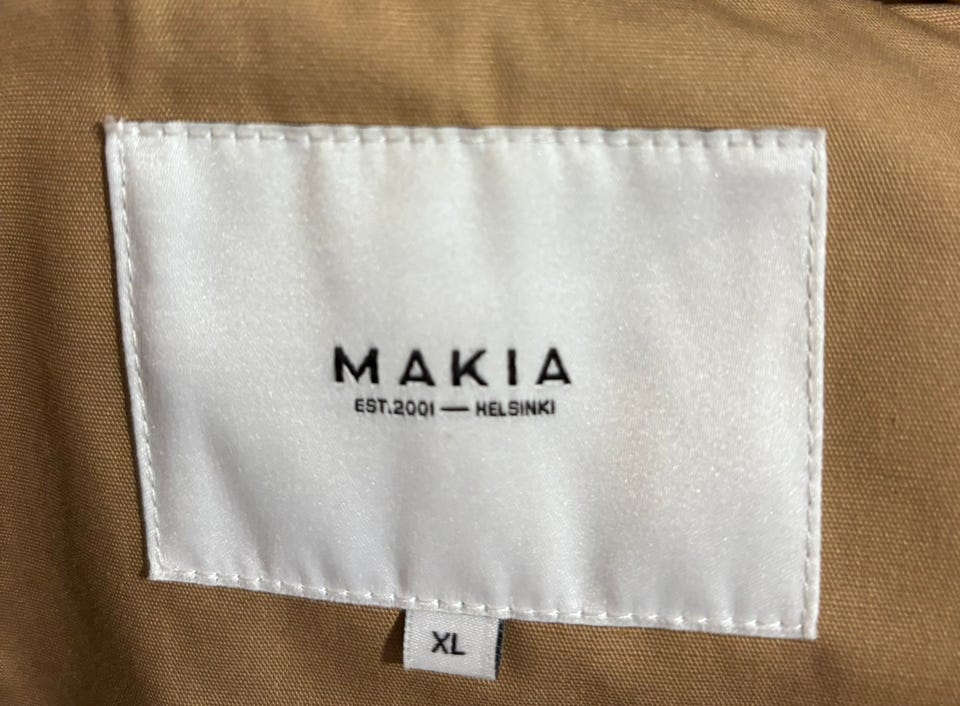 MAKIA
EST.2001 — HELSINKI
XL